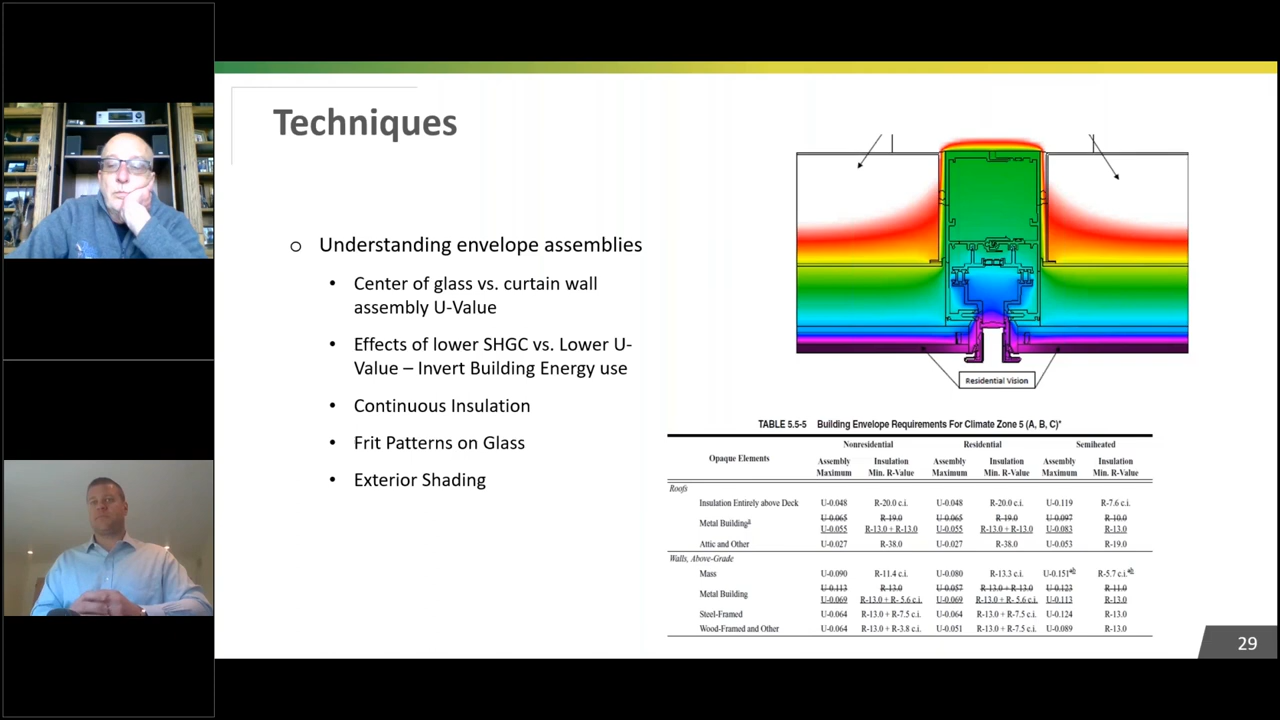 Techniques
o Understanding envelope assemblies
• Center of glass vs. curtain wall
assembly U-Value
• Effects of lower SHGC vs. Lower U-
Value – Invert Building Energy use
• Continuous Insulation
• Frit Patterns on Glass
• Exterior Shading
Residential Vision
TABLE 5.5-5 Building Envelope Requirements For Climate Zone 5 (A, B, C)*
Nonresidential Residential Semiheated
Opaque Elements Assembly Maximum Insulation Min. R-Value Assembly Maximum Insulation Min. R-Value Assembly Maximum Insulation Min. R-Value
Roofs
Insulation Entirely above Deck U-0.048 R-20.0 c.i. U-0.048 R-20.0 c.i. U-0.119 R-7.6 c.i.
Metal Building^a U-0.065 R-19.0 U-0.065 R-19.0 U-0.097 R-10.0
U-0.055 R-13.0 + R-13.0 U-0.055 R-13.0 + R-13.0 U-0.083 R-13.0
Attic and Other U-0.027 R-38.0 U-0.027 R-38.0 U-0.053 R-19.0
Walls, Above-Grade
Mass U-0.090 R-11.4 c.i. U-0.080 R-13.3 c.i. U-0.151^ab R-5.7 c.i.^ab
Metal Building U-0.113 R-13.0 U-0.057 R-13.0 + R-13.0 U-0.123 R-11.0
U-0.069 R-13.0 + R- 5.6 c.i. U-0.069 R-13.0 + R- 5.6 c.i. U-0.113 R-13.0
Steel-Framed U-0.064 R-13.0 + R-7.5 c.i. U-0.064 R-13.0 + R-7.5 c.i. U-0.124 R-13.0
Wood-Framed and Other U-0.064 R-13.0 + R-3.8 c.i. U-0.051 R-13.0 + R-7.5 c.i. U-0.089 R-13.0
29